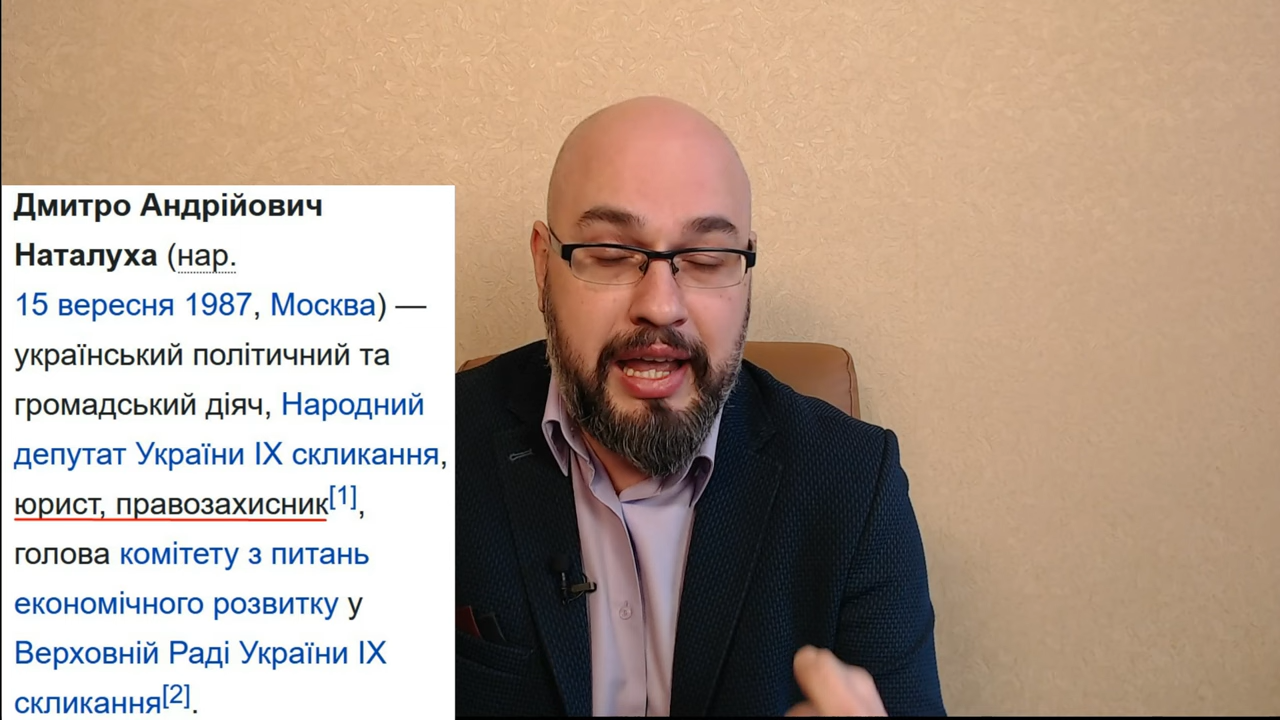 Дмитро Андрійович
Наталуха (нар.
15 вересня 1987, Москва) —
український політичний та
громадський діяч, Народний
депутат України IX скликання,
юрист, правозахисник[1],
голова комітету з питань
економічного розвитку у
Верховній Раді України IX
скликання[2].